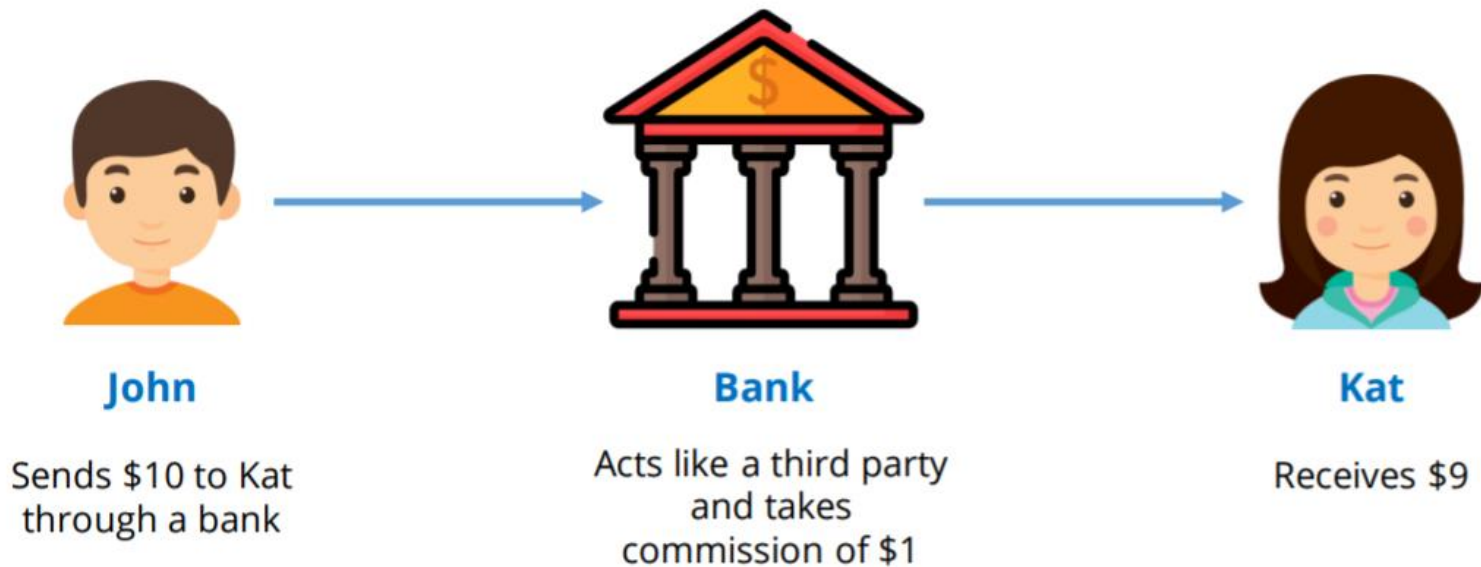 $
John
Sends $10 to Kat
through a bank
Bank
Acts like a third party
and takes
commission of $1
Kat
Receives $9